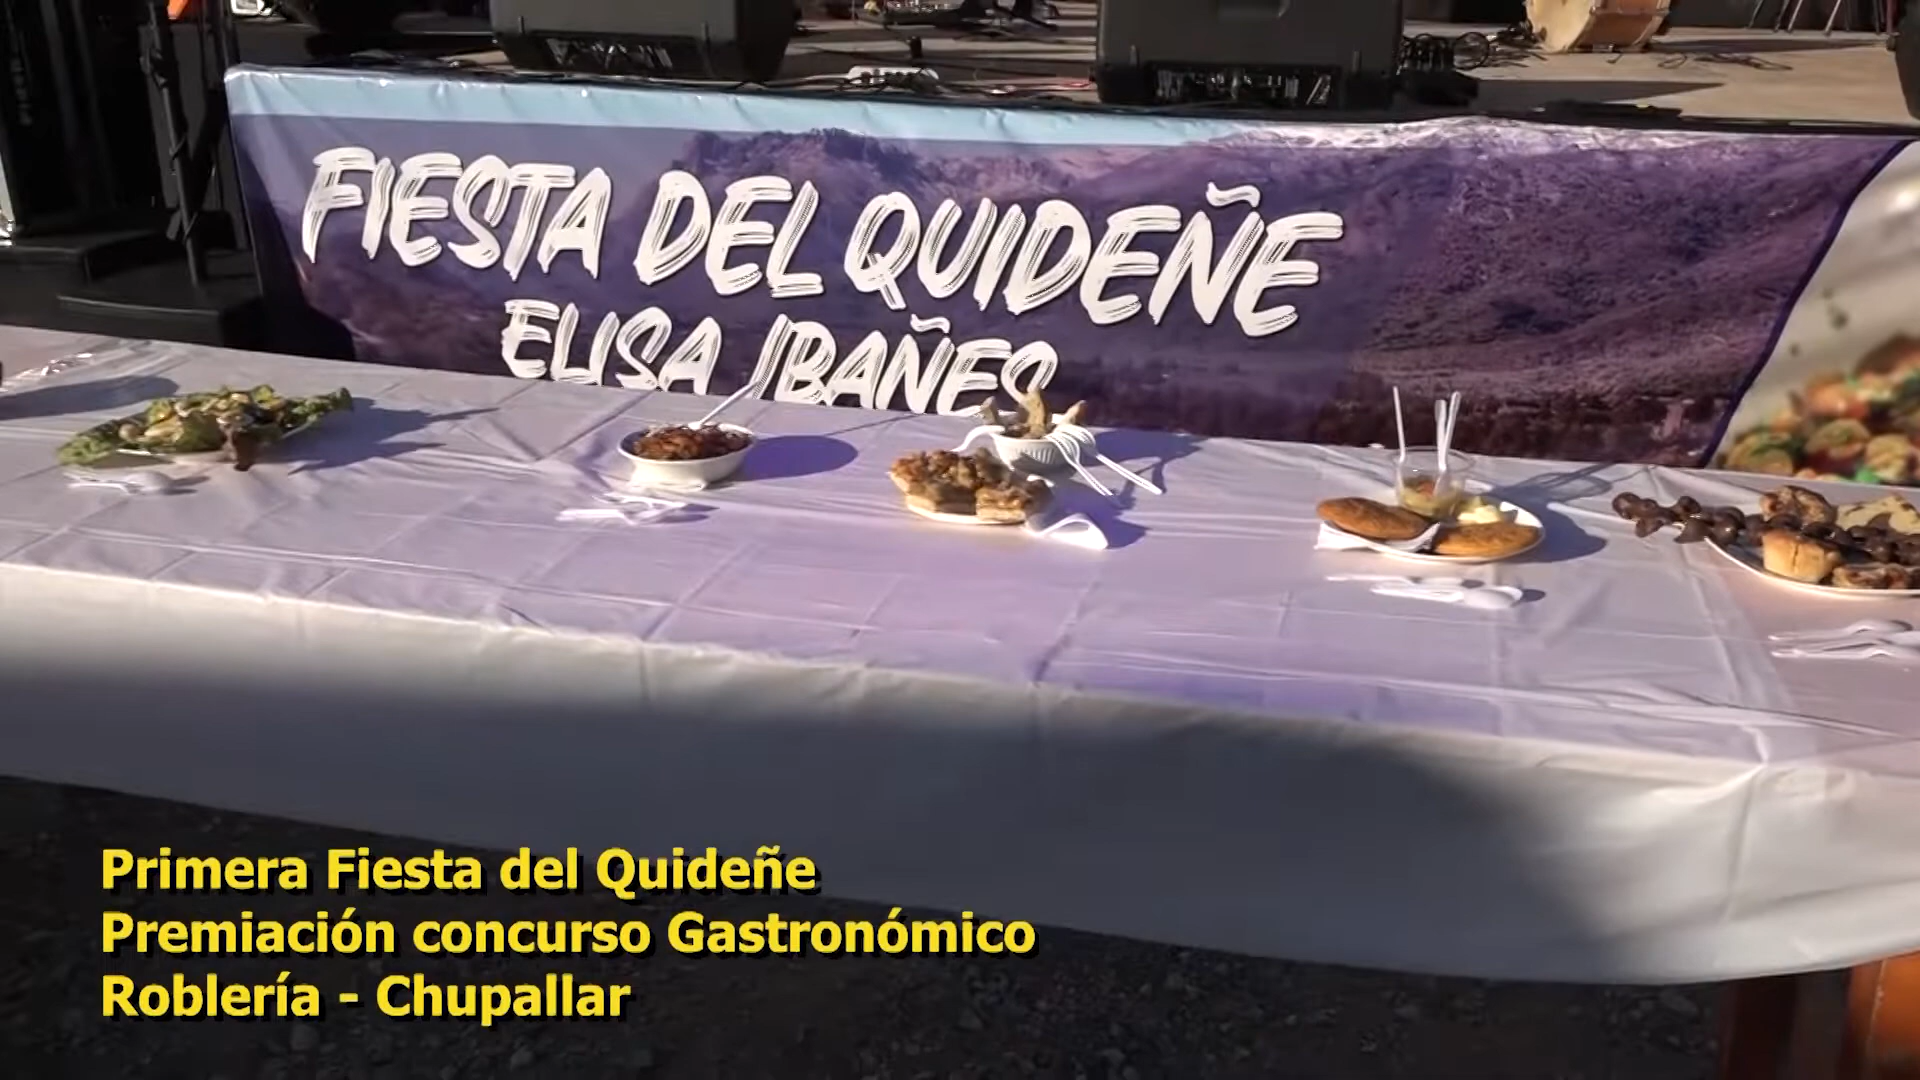 FIESTA DEL QUIDEÑE
ELISA IBAÑES
Primera Fiesta del Quideñe
Premiación concurso Gastronómico
Roblería - Chupallar